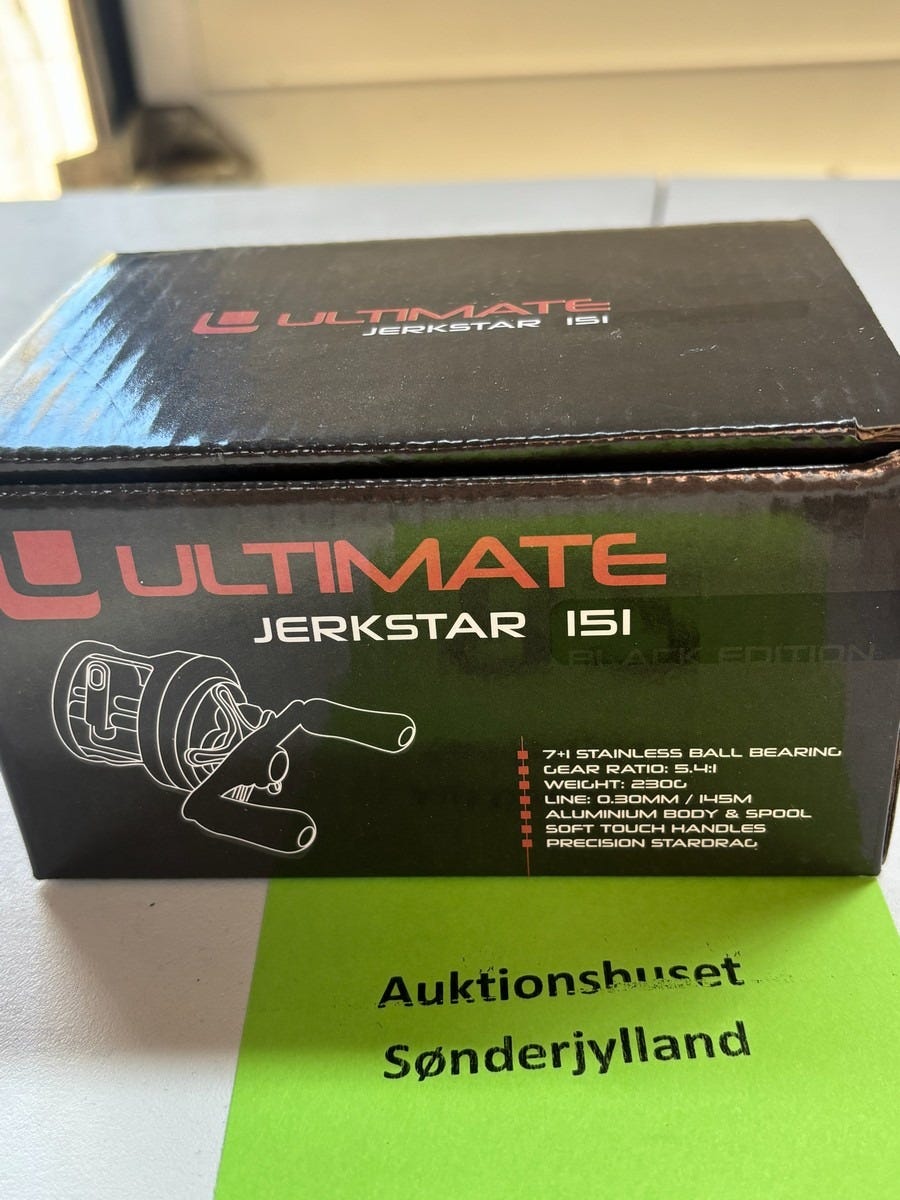 ULTIMATE
JERKSTAR 151
ULTIMATE
JERKSTAR 151
BLACK EDITION
7+1 STAINLESS BALL BEARING
GEAR RATIO: 5.4:1
WEIGHT: 230G
LINE: 0.30MM / 145M
ALUMINIUM BODY & SPOOL
SOFT TOUCH HANDLES
PRECISION STARDRAG
Auktionshuset
Sønderjylland